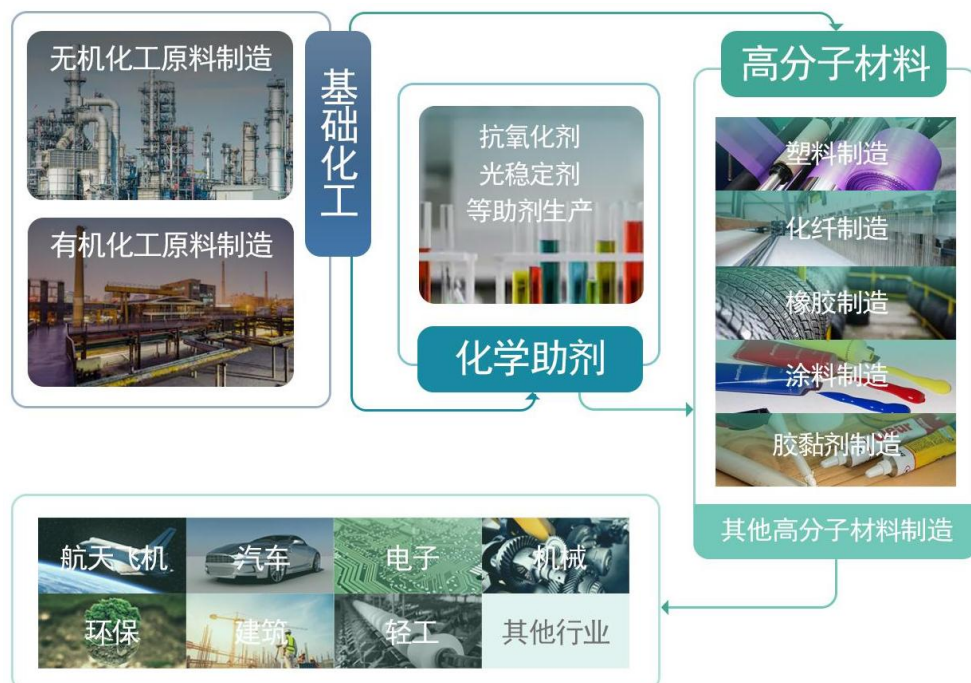 无机化工原料制造
有机化工原料制造
基础化工
抗氧化剂
光稳定剂
等助剂生产
化学助剂
高分子材料
塑料制造
化纤制造
橡胶制造
涂料制造
胶黏剂制造
其他高分子材料制造
航天飞机
汽车
电子
机械
环保
建筑
轻工
其他行业